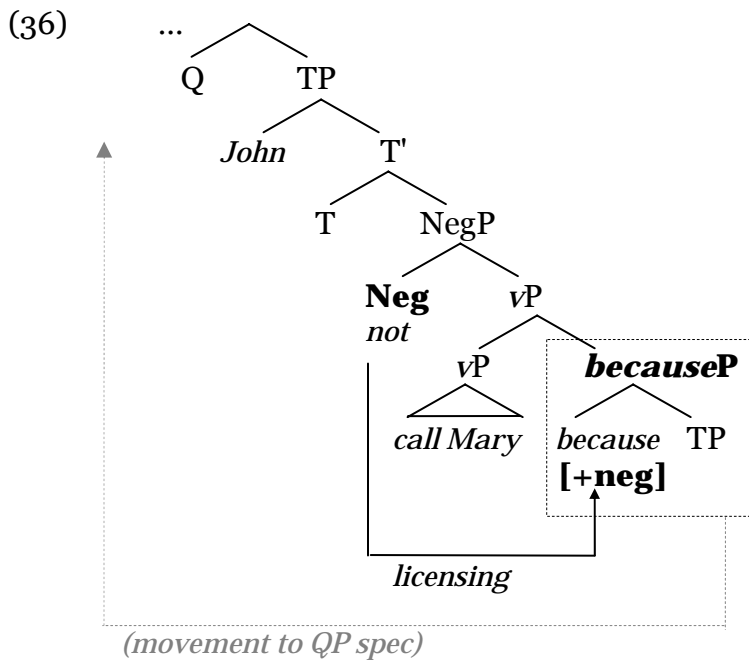 (36) ...
Q TP
John T'
T NegP
Neg vP
not
vP becauseP
call Mary because TP
[+neg]
licensing
(movement to QP spec)